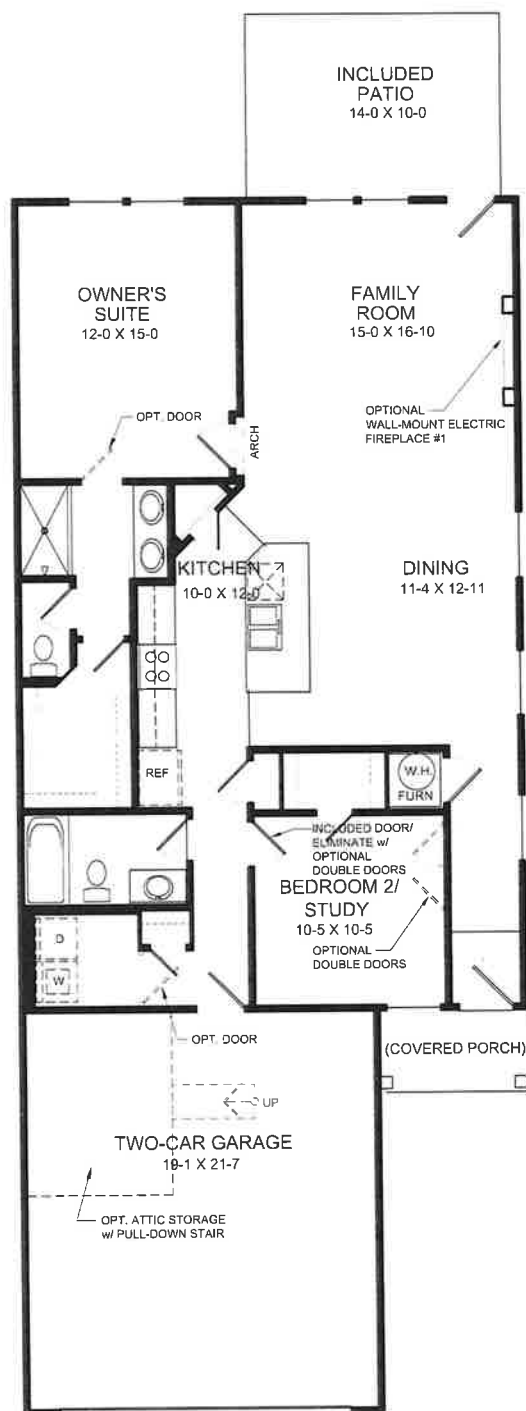 INCLUDED
PATIO
14-0 X 10-0
OWNER'S
SUITE
12-0 X 15-0
FAMILY
ROOM
15-0 X 16-10
OPT. DOOR
ARCH
OPTIONAL
WALL-MOUNT ELECTRIC
FIREPLACE #1
KITCHEN
10-0 X 12-0
DINING
11-4 X 12-11
REF
W.H.
FURN
INCLUDED DOOR/
ELIMINATE w/
OPTIONAL
DOUBLE DOORS
BEDROOM 2/
STUDY
10-5 X 10-5
OPTIONAL
DOUBLE DOORS
D
W
OPT. DOOR
(COVERED PORCH)
UP
TWO-CAR GARAGE
19-1 X 21-7
OPT. ATTIC STORAGE
w/ PULL-DOWN STAIR